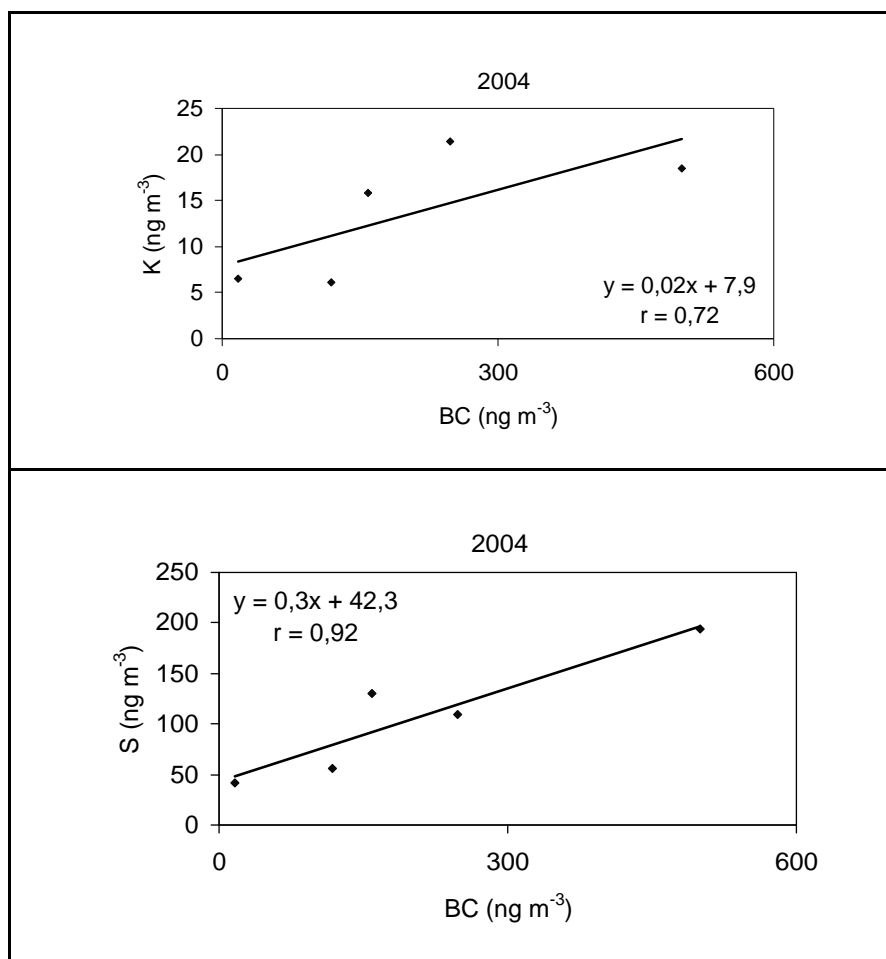 2004
25
20
15
10
5
0
K (ng m⁻³)
y = 0,02x + 7,9
r = 0,72
0 300 600
BC (ng m⁻³)
2004
250
200
150
100
50
0
S (ng m⁻³)
y = 0,3x + 42,3
r = 0,92
0 300 600
BC (ng m⁻³)